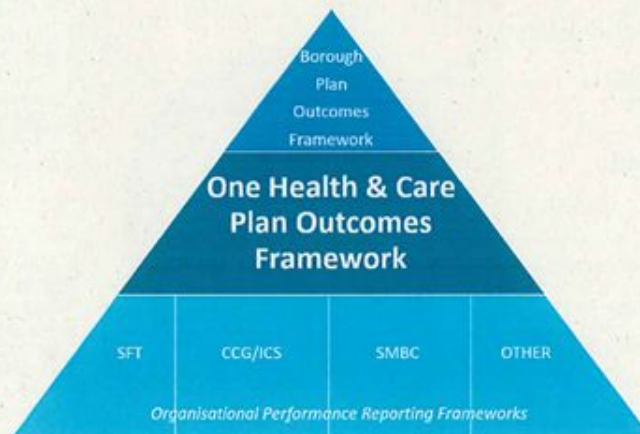 Borough
Plan
Outcomes
Framework
One Health & Care
Plan Outcomes
Framework
SFT
CCG/ICS
SMBC
OTHER
Organisational Performance Reporting Frameworks